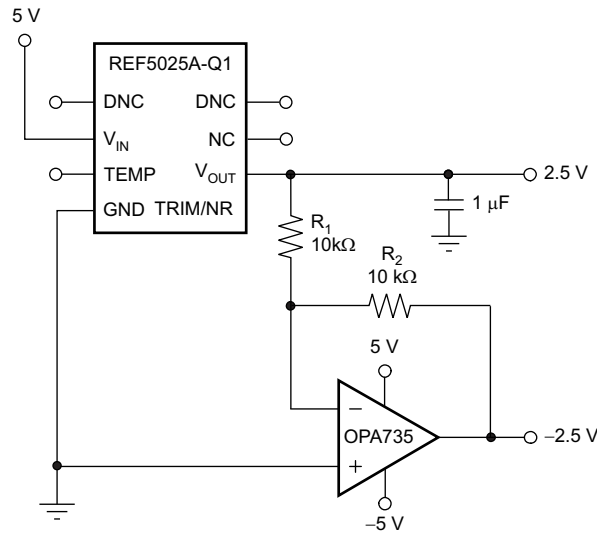 5 V
REF5025A-Q1
DNC
DNC
V_IN
NC
TEMP
V_OUT
GND
TRIM/NR
2.5 V
1 μF
R_1
10kΩ
R_2
10 kΩ
5 V
−
OPA735
+
−2.5 V
−5 V